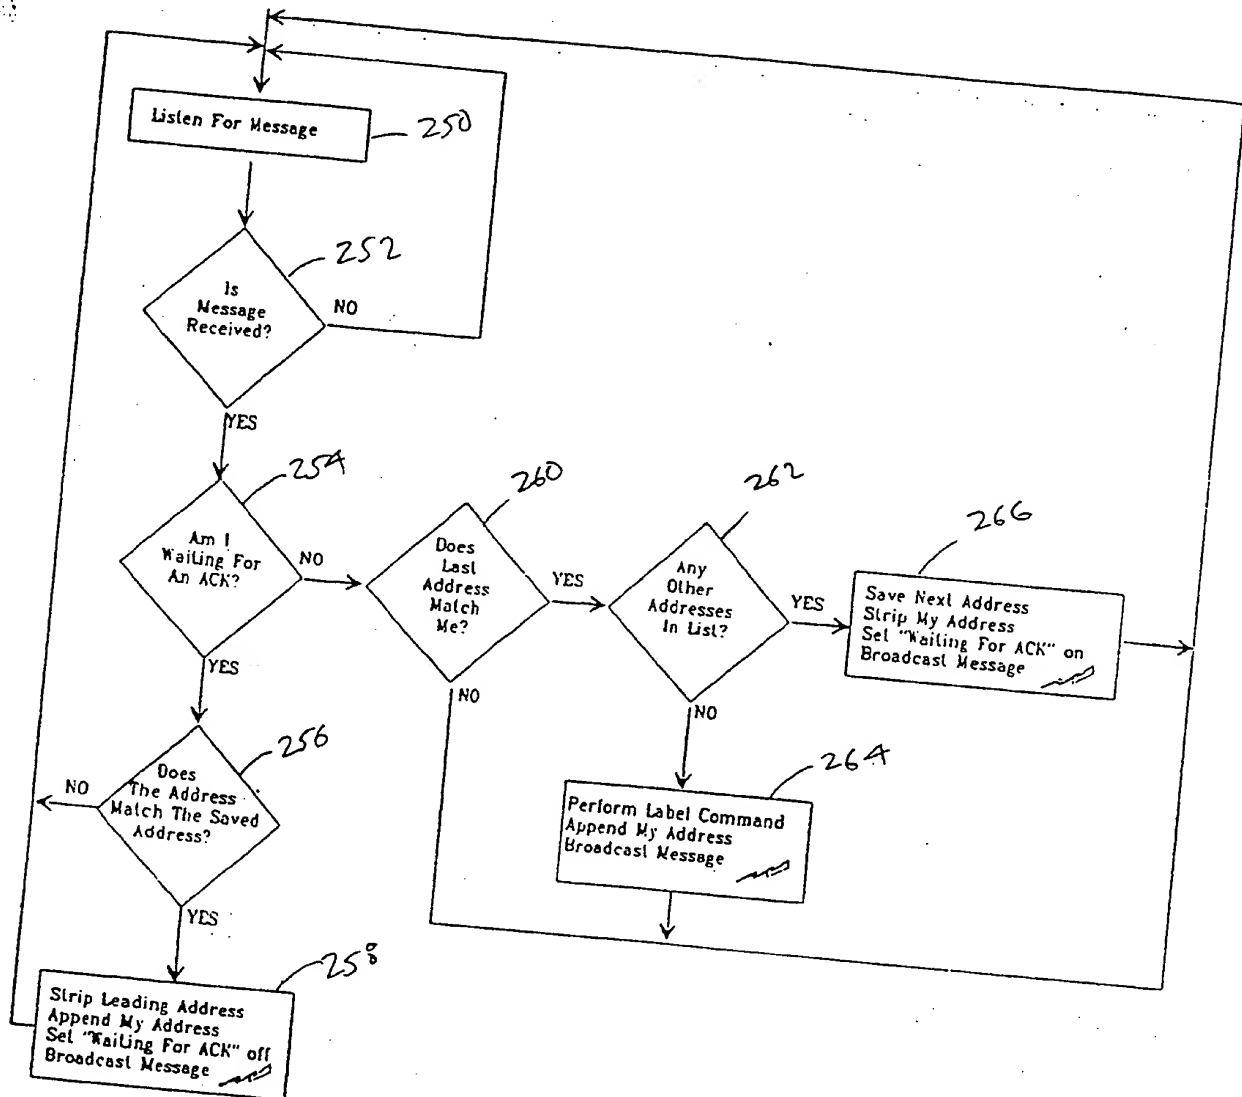 Listen For Message
250
252
Is
Message
Received?
NO
YES
254
Am I
Waiting For
An ACK?
NO
YES
260
Does
Last
Address
Match
Me?
YES
NO
262
Any
Other
Addresses
In List?
YES
NO
266
Save Next Address
Strip My Address
Set "Waiting For ACK" on
Broadcast Message
264
Perform Label Command
Append My Address
Broadcast Message
256
Does
The Address
Match The Saved
Address?
NO
YES
258
Strip Leading Address
Append My Address
Set "Waiting For ACK" off
Broadcast Message